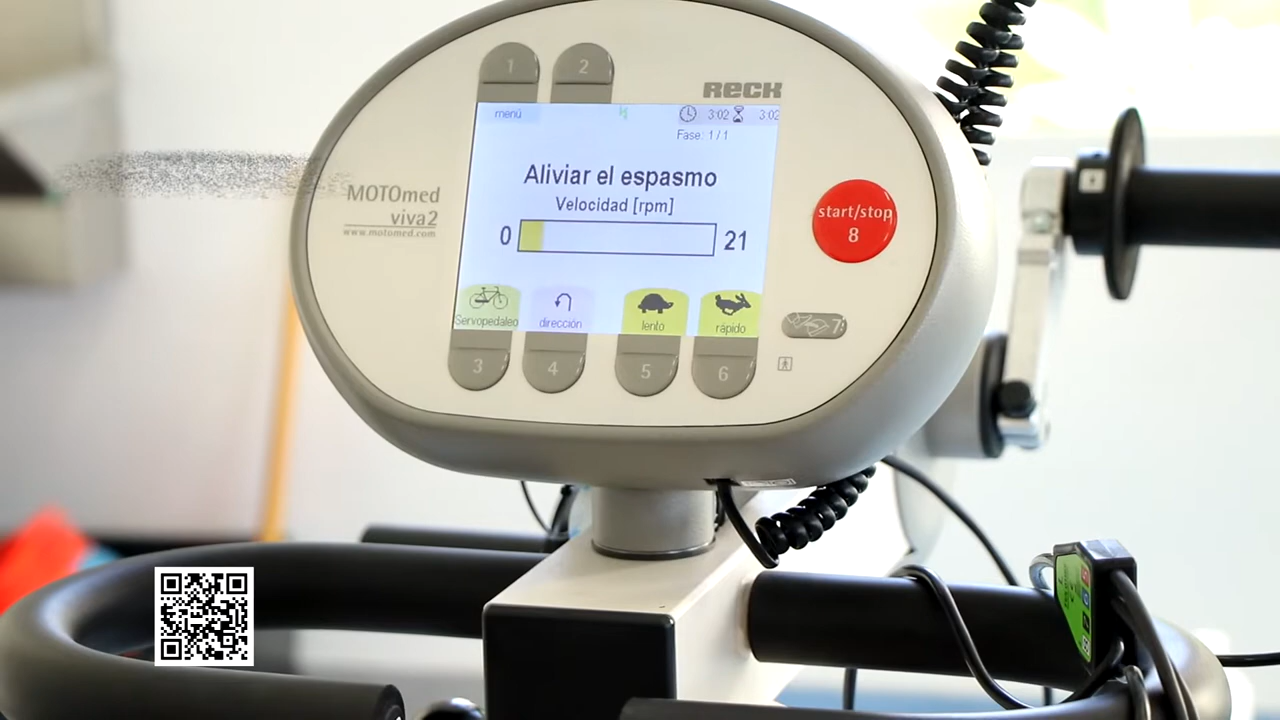 1
2
RECK
menú
3:02
3:02
Fase: 1/1
Aliviar el espasmo
Velocidad [rpm]
0
21
MOTOmed
viva2
www.motomed.com
start/stop
8
Servopedaleo
dirección
lento
rápido
7
3
4
5
6